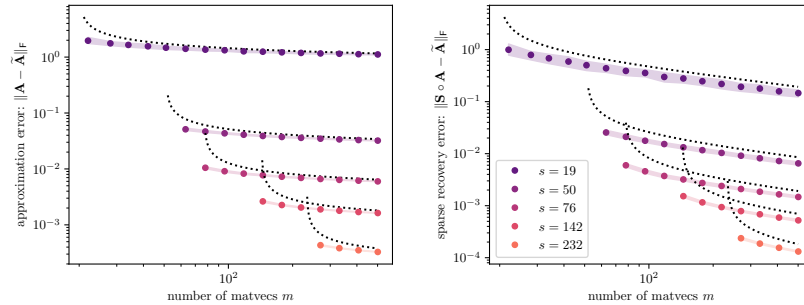 approximation error: ‖A − Ã‖_F
10^0
10^−1
10^−2
10^−3
10^2
number of matvecs m
sparse recovery error: ‖S ∘ A − Ã‖_F
10^0
10^−1
10^−2
10^−3
10^−4
s = 19
s = 50
s = 76
s = 142
s = 232
10^2
number of matvecs m